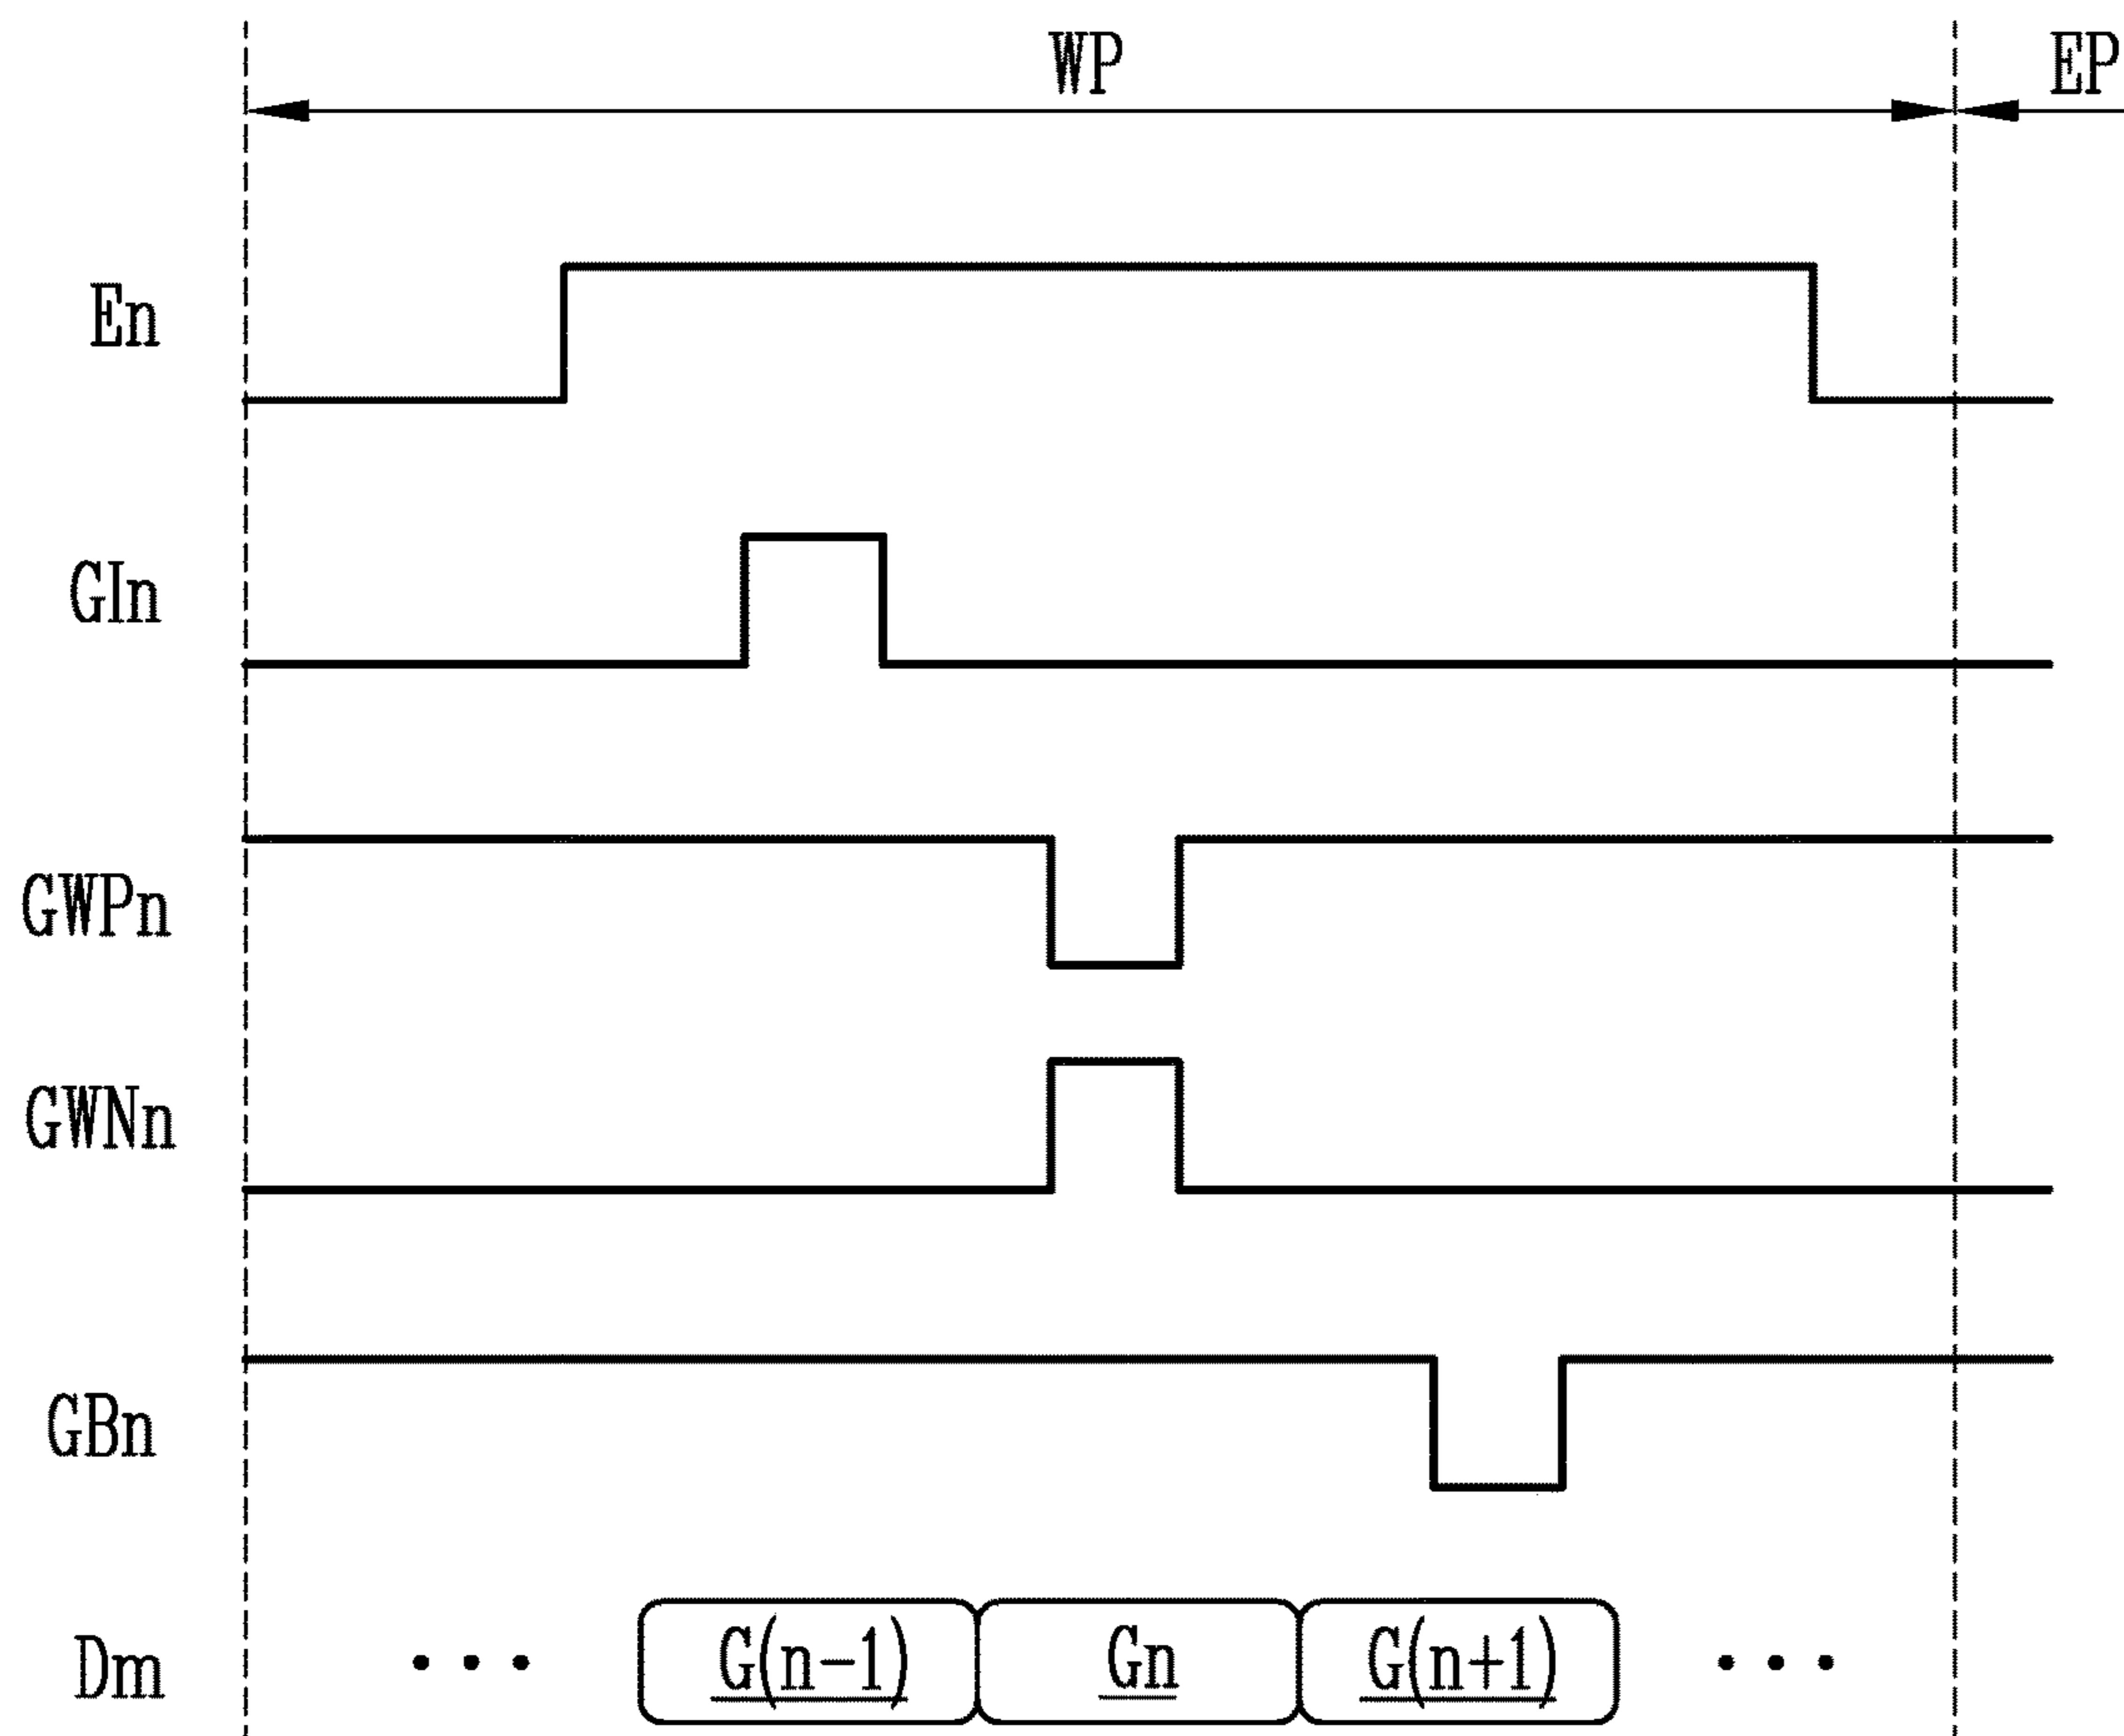 WP EP
En
GIn
GWPn
GWNn
GBn
Dm ··· G(n-1) Gn G(n+1) ···